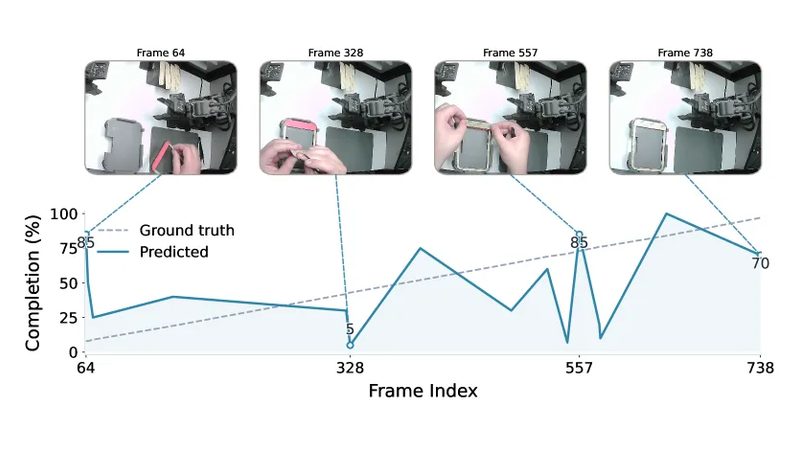 Frame 64
Frame 328
Frame 557
Frame 738
Completion (%)
100
75
50
25
0
Ground truth
Predicted
85
5
85
70
64
328
557
738
Frame Index